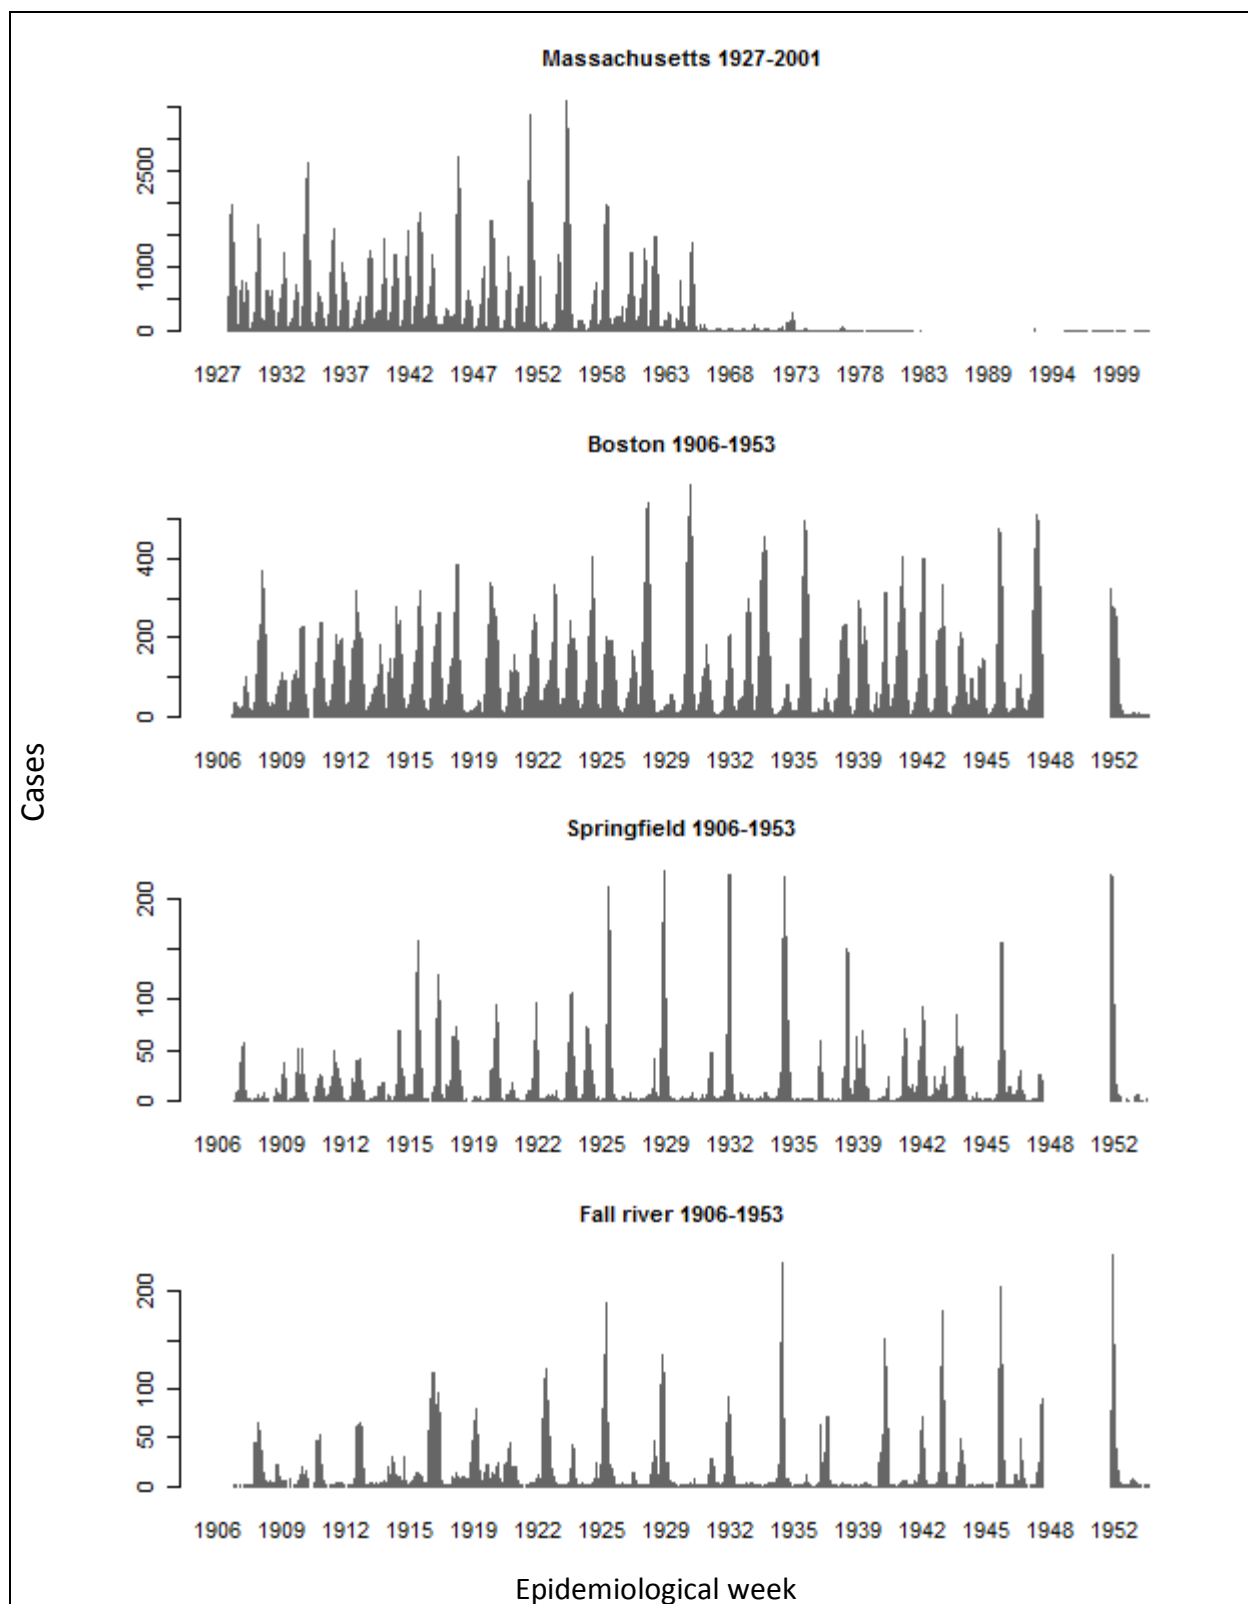 Massachusetts 1927-2001
2500
1000
0
1927 1932 1937 1942 1947 1952 1958 1963 1968 1973 1978 1983 1989 1994 1999
Boston 1906-1953
400
200
0
1906 1909 1912 1915 1919 1922 1925 1929 1932 1935 1939 1942 1945 1948 1952
Cases
Springfield 1906-1953
200
100
50
0
1906 1909 1912 1915 1919 1922 1925 1929 1932 1935 1939 1942 1945 1948 1952
Fall river 1906-1953
200
100
50
0
1906 1909 1912 1915 1919 1922 1925 1929 1932 1935 1939 1942 1945 1948 1952
Epidemiological week